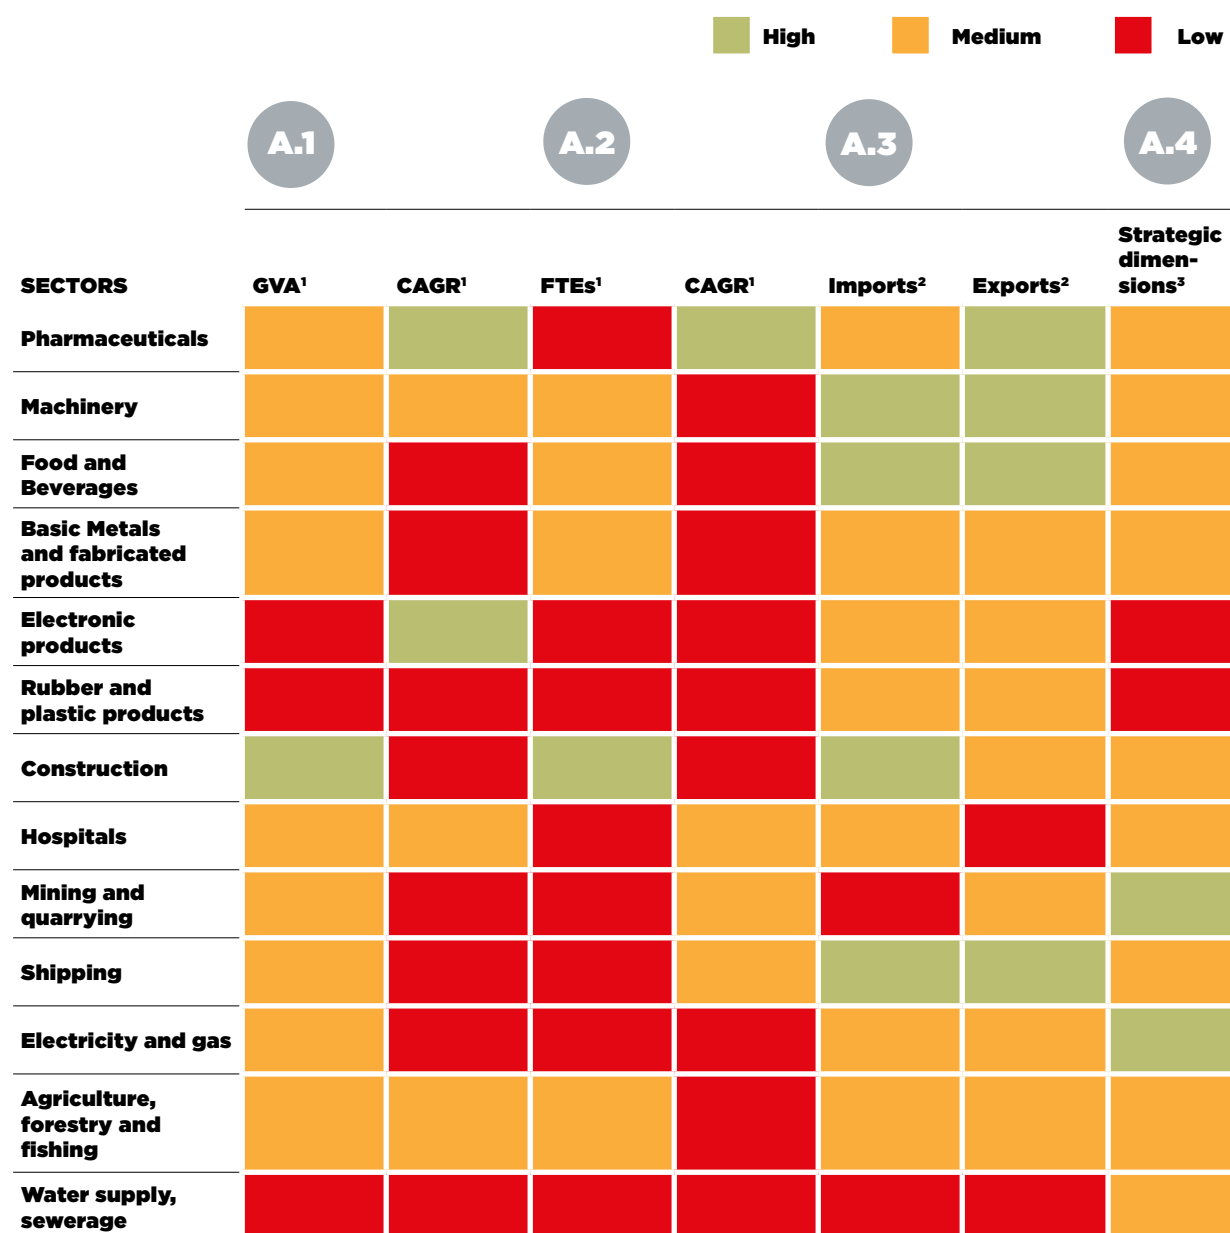 High Medium Low
A.1 A.2 A.3 A.4
SECTORS GVA¹ CAGR¹ FTEs¹ CAGR¹ Imports² Exports² Strategic
dimen-
sions³
Pharmaceuticals
Machinery
Food and
Beverages
Basic Metals
and fabricated
products
Electronic
products
Rubber and
plastic products
Construction
Hospitals
Mining and
quarrying
Shipping
Electricity and gas
Agriculture,
forestry and
fishing
Water supply,
sewerage